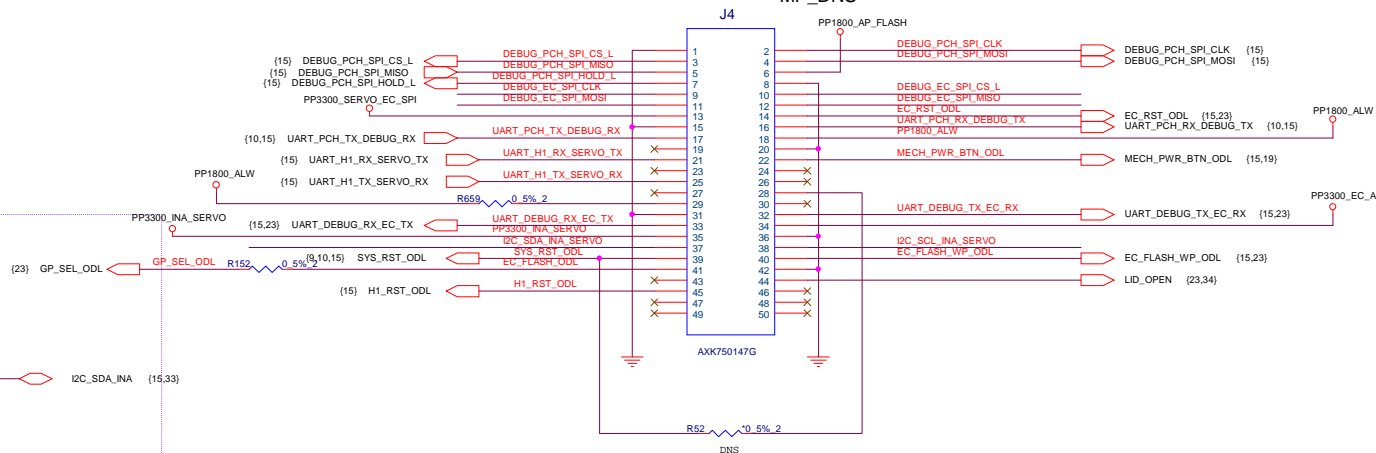 MP_DNS
J4
PP1800_AP_FLASH
DEBUG_PCH_SPI_CS_L 1 2 DEBUG_PCH_SPI_CLK DEBUG_PCH_SPI_CLK {15}
{15} DEBUG_PCH_SPI_CS_L DEBUG_PCH_SPI_MISO 3 4 DEBUG_PCH_SPI_MOSI DEBUG_PCH_SPI_MOSI {15}
{15} DEBUG_PCH_SPI_MISO DEBUG_PCH_SPI_HOLD_L 5 6
{15} DEBUG_PCH_SPI_HOLD_L DEBUG_EC_SPI_CLK 7 8 DEBUG_EC_SPI_CS_L
PP3300_SERVO_EC_SPI DEBUG_EC_SPI_MOSI 9 10 DEBUG_EC_SPI_MISO
11 12 EC_RST_ODL PP1800_ALW
13 14 UART_PCH_RX_DEBUG_TX EC_RST_ODL {15,23}
UART_PCH_TX_DEBUG_RX 15 16 PP1800_ALW UART_PCH_RX_DEBUG_TX {10,15}
{10,15} UART_PCH_TX_DEBUG_RX 17 18
UART_H1_RX_SERVO_TX 19 20 MECH_PWR_BTN_ODL
{15} UART_H1_RX_SERVO_TX 21 22 MECH_PWR_BTN_ODL {15,19}
PP1800_ALW UART_H1_TX_SERVO_RX 23 24
{15} UART_H1_TX_SERVO_RX 25 26
R659 0_5%_2 27 28 PP3300_EC_A
29 30 UART_DEBUG_TX_EC_RX
PP3300_INA_SERVO UART_DEBUG_RX_EC_TX 31 32 UART_DEBUG_TX_EC_RX {15,23}
{15,23} UART_DEBUG_RX_EC_TX PP3300_INA_SERVO 33 34
I2C_SDA_INA_SERVO 35 36 I2C_SCL_INA_SERVO
SYS_RST_ODL 37 38 EC_FLASH_WP_ODL
{23} GP_SEL_ODL GP_SEL_ODL R152 0_5%_2 {9,10,15} SYS_RST_ODL EC_FLASH_ODL 39 40 EC_FLASH_WP_ODL {15,23}
41 42
H1_RST_ODL 43 44 LID_OPEN {23,34}
{15} H1_RST_ODL 45 46
47 48
49 50
AXK750147G
I2C_SDA_INA {15,33}
R52 *0_5%_2
DNS